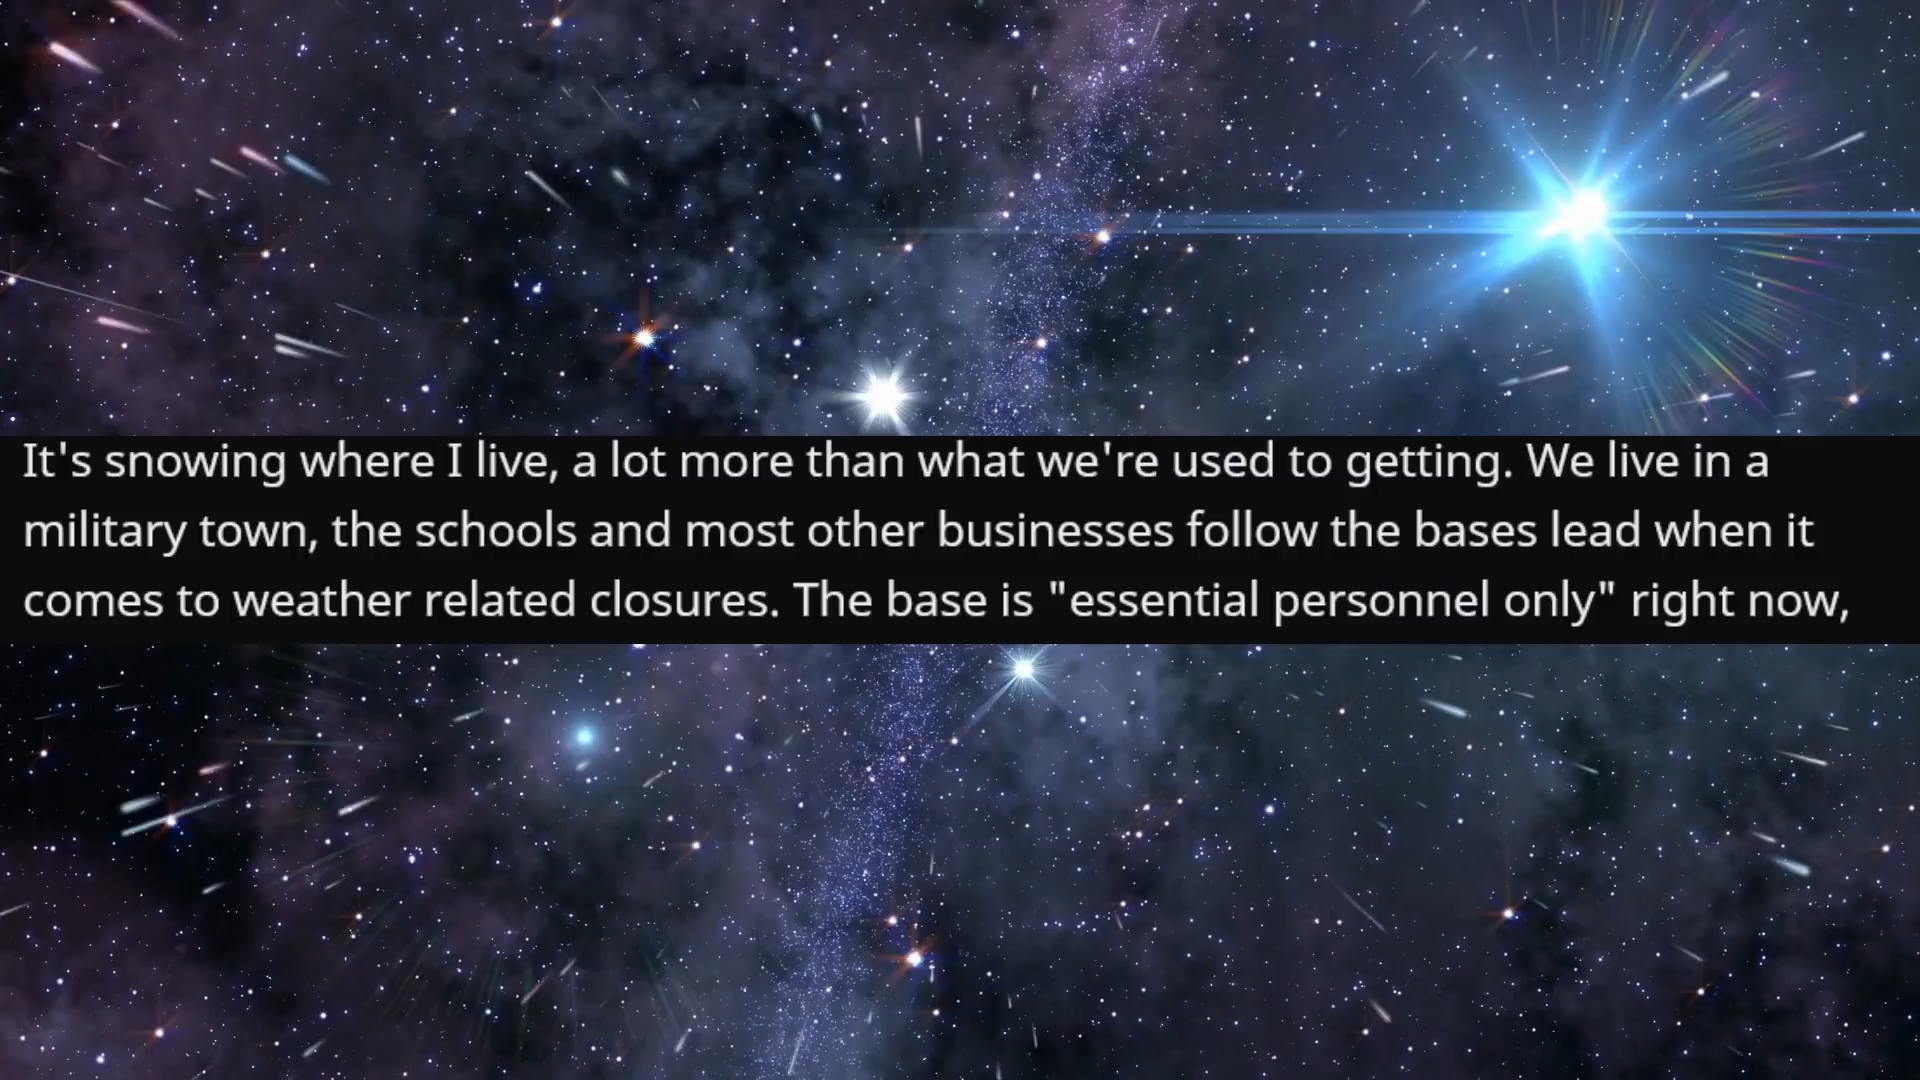 It's snowing where I live, a lot more than what we're used to getting. We live in a
military town, the schools and most other businesses follow the bases lead when it
comes to weather related closures. The base is "essential personnel only" right now,